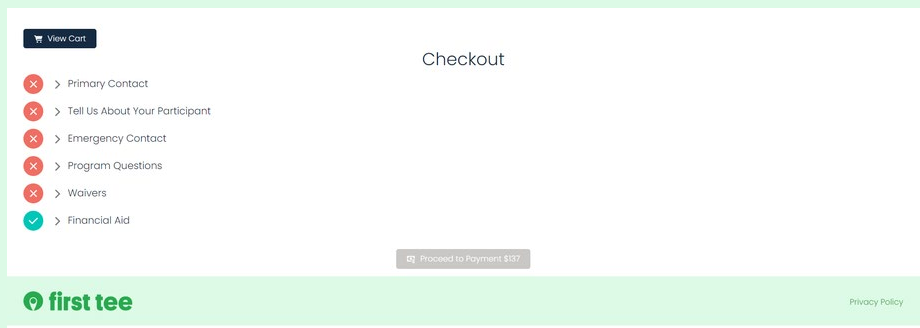 View Cart
Checkout
Primary Contact
Tell Us About Your Participant
Emergency Contact
Program Questions
Waivers
Financial Aid
Proceed to Payment $137
first tee
Privacy Policy